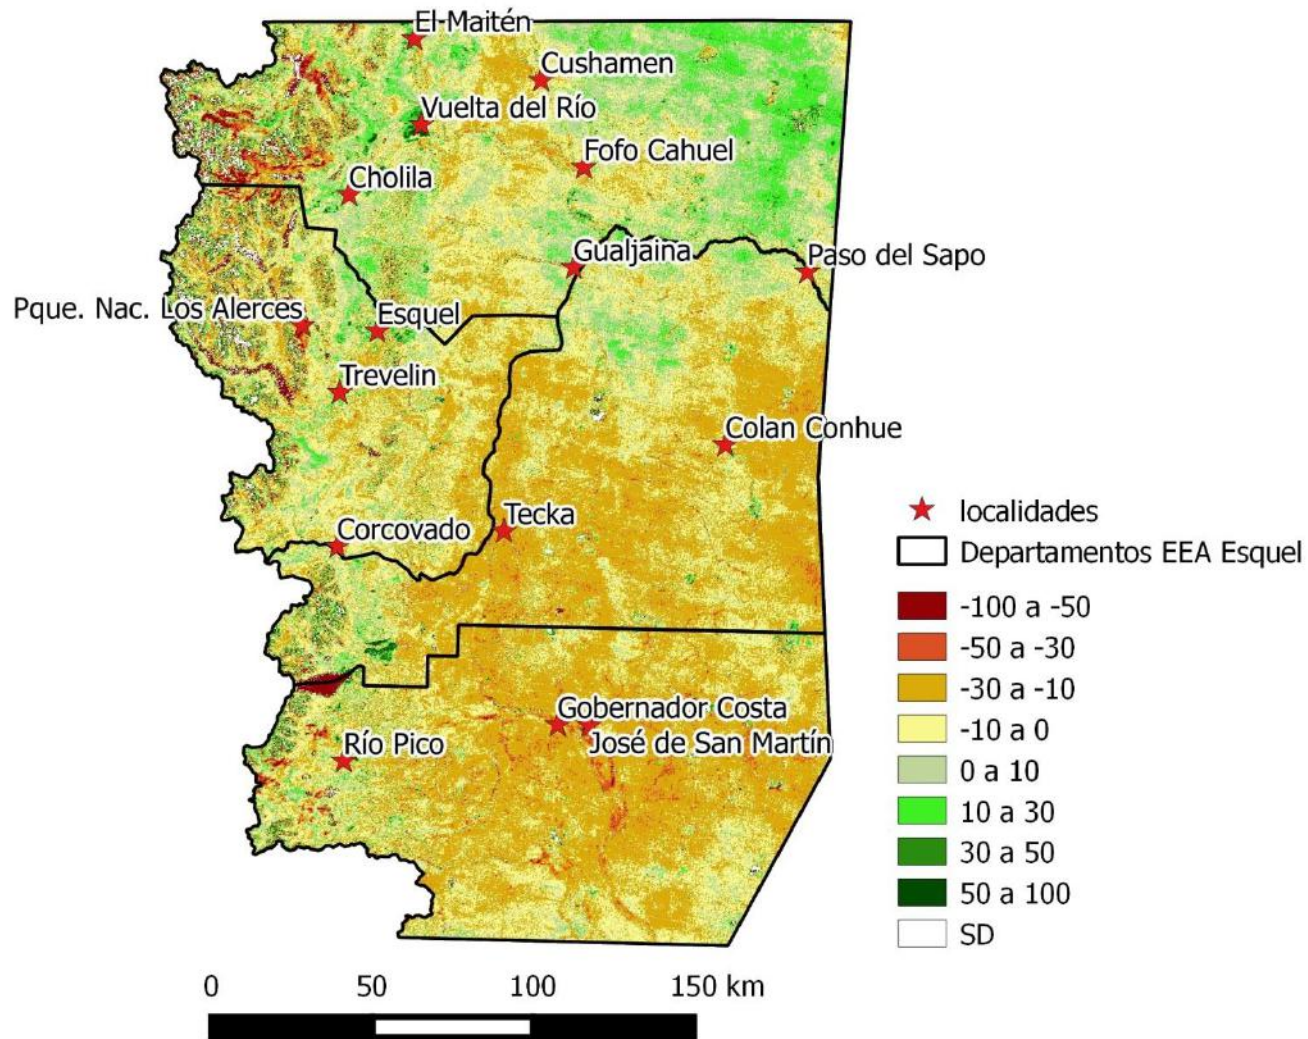 El Maitén
Cushamen
Vuelta del Río
Fofo Cahuel
Cholila
Gualjaina
Paso del Sapo
Pque. Nac. Los Alerces
Esquel
Trevelin
Colan Conhue
Tecka
Corcovado
Gobernador Costa
José de San Martín
Río Pico
localidades
Departamentos EEA Esquel
-100 a -50
-50 a -30
-30 a -10
-10 a 0
0 a 10
10 a 30
30 a 50
50 a 100
SD
0 50 100 150 km